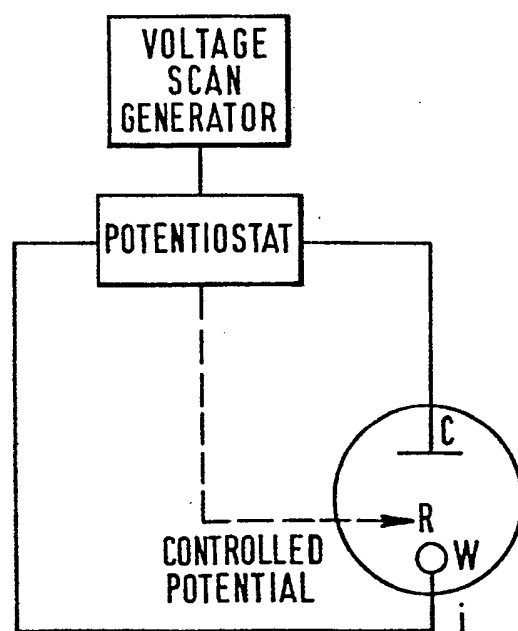 VOLTAGE
SCAN
GENERATOR
POTENTIOSTAT
C
R
W
CONTROLLED
POTENTIAL
i